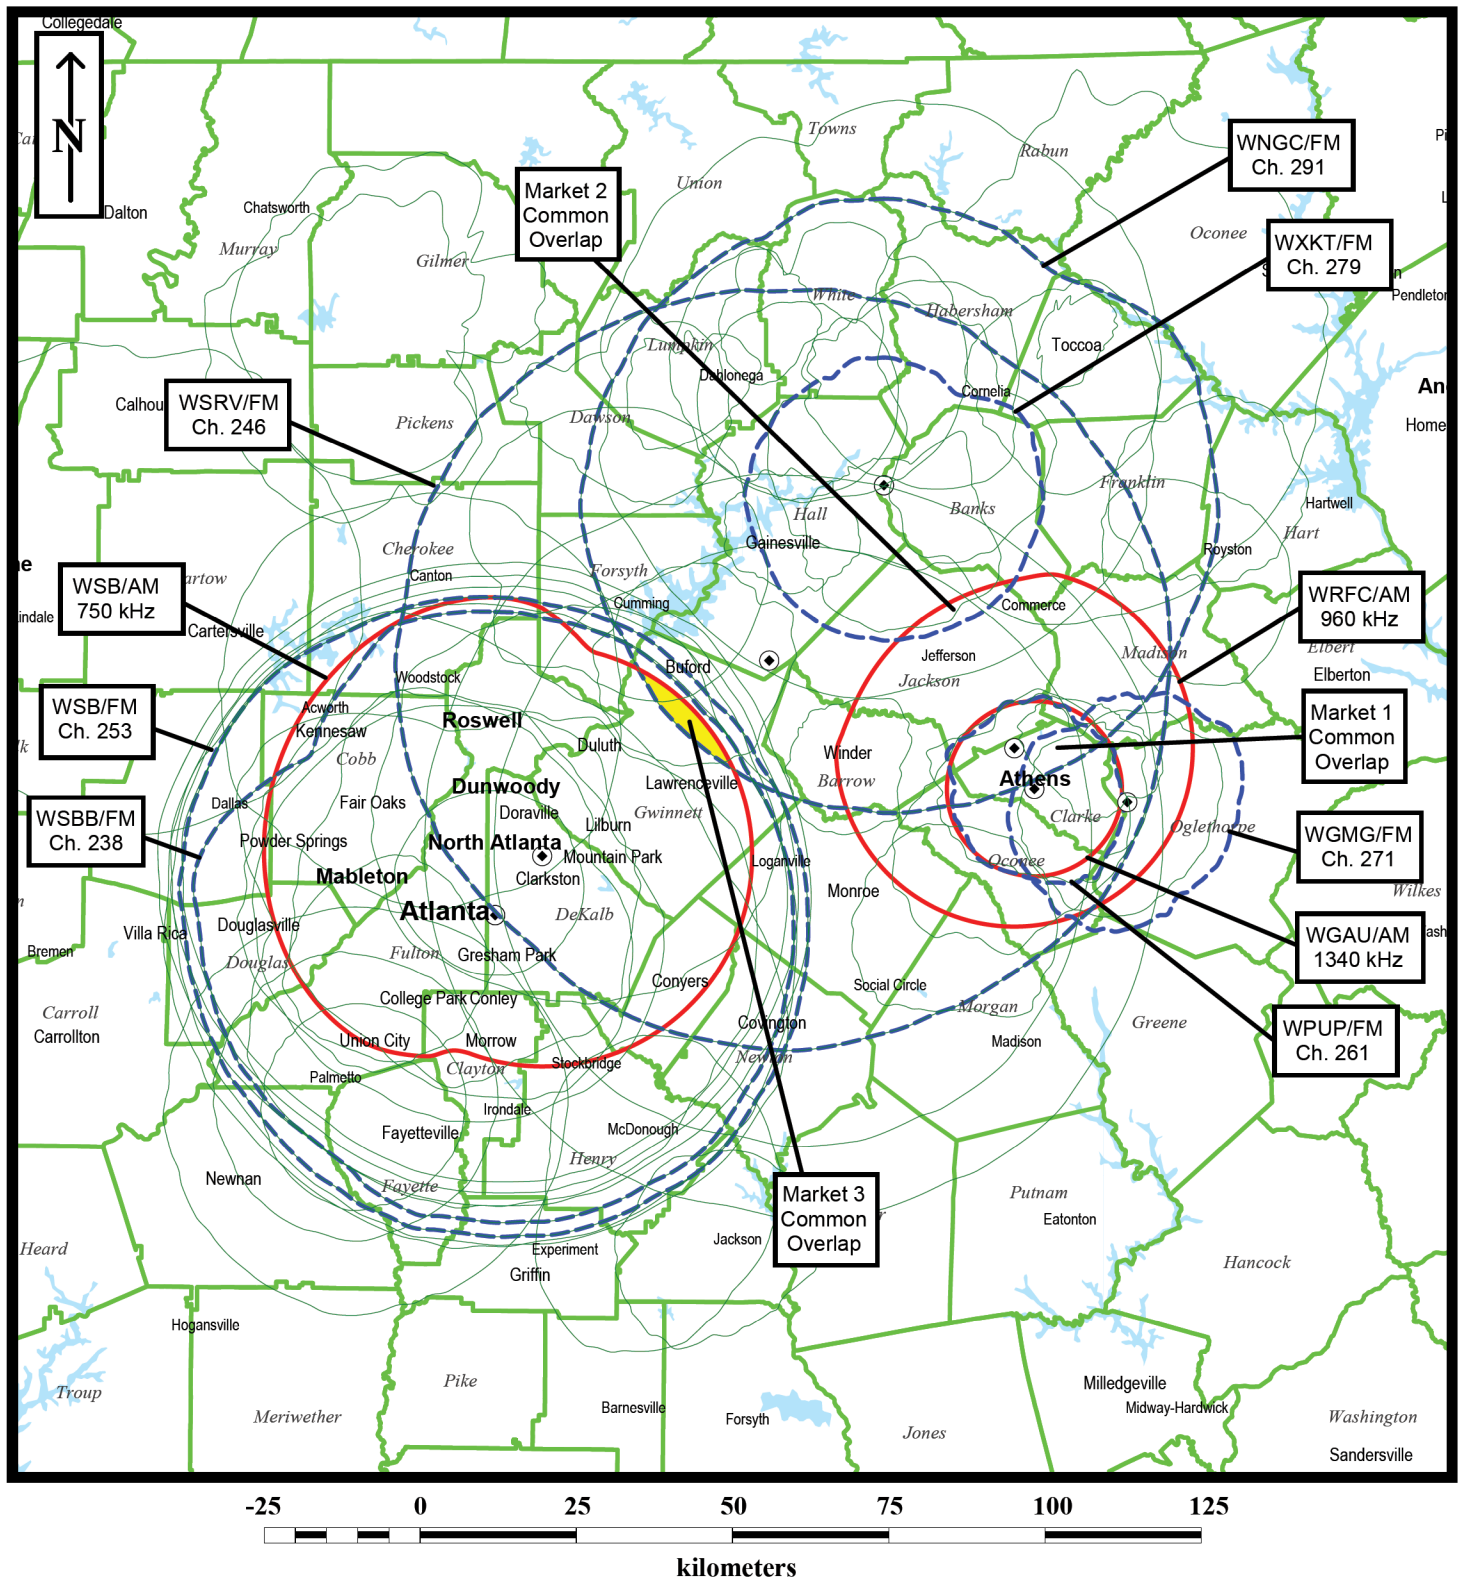 Collegedale
N
Dalton
Chatsworth
Murray
Gilmer
Union
Towns
Rabun
Oconee
Market 2
Common
Overlap
WNGC/FM
Ch. 291
WXKT/FM
Ch. 279
Pendleton
White
Habersham
Lumpkin
Toccoa
Dahlonega
Cornelia
Calhou
WSRV/FM
Ch. 246
Pickens
Dawson
Home
Franklin
Hartwell
Hart
Hall
Banks
Gainesville
Royston
Cherokee
Canton
Forsyth
Cumming
Commerce
WSB/AM
750 kHz
artow
Cartersville
WRFC/AM
960 kHz
Elbert
Elberton
Madison
Jefferson
Jackson
Buford
Woodstock
WSB/FM
Ch. 253
Acworth
Kennesaw
Roswell
Cobb
Duluth
Winder
Barrow
Market 1
Common
Overlap
Athens
Clarke
Oglethorpe
Lawrenceville
Gwinnett
Dunwoody
Doraville
Lilburn
Dallas
Fair Oaks
WSBB/FM
Ch. 238
Powder Springs
North Atlanta
Mountain Park
Clarkston
Loganville
Oconee
WGMG/FM
Ch. 271
Wilkes
Mableton
Monroe
Atlanta
DeKalb
Douglasville
Villa Rica
Bremen
Douglas
Fulton
Gresham Park
WGAU/AM
1340 kHz
ash
Conyers
Social Circle
College Park
Conley
Carroll
Carrollton
Morgan
Greene
Covington
Newton
Madison
WPUP/FM
Ch. 261
Union City
Morrow
Clayton
Stockbridge
Palmetto
Irondale
Fayetteville
McDonough
Henry
Newnan
Fayette
Market 3
Common
Overlap
Putnam
Eatonton
Jackson
Heard
Experiment
Griffin
Hancock
Hogansville
Troup
Pike
Meriwether
Barnesville
Forsyth
Jones
Milledgeville
Midway-Hardwick
Washington
Sandersville
-25 0 25 50 75 100 125
kilometers